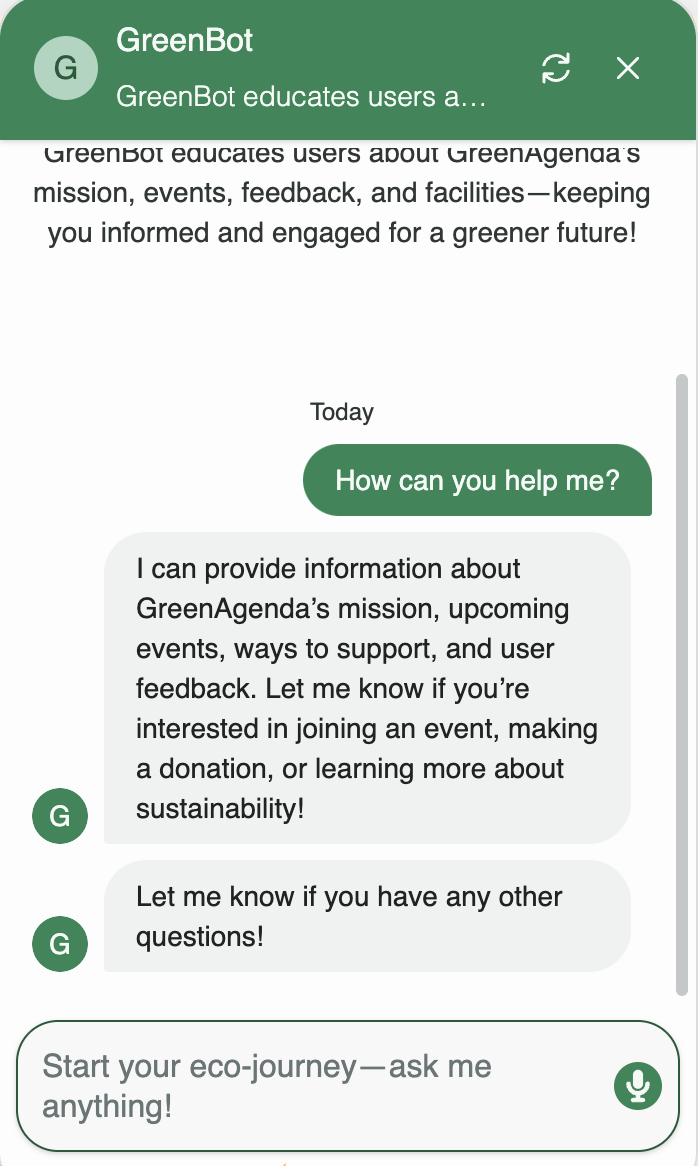 G
GreenBot
GreenBot educates users a...
GreenBot educates users about GreenAgenda's
mission, events, feedback, and facilities—keeping
you informed and engaged for a greener future!
Today
How can you help me?
I can provide information about
GreenAgenda’s mission, upcoming
events, ways to support, and user
feedback. Let me know if you’re
interested in joining an event, making
a donation, or learning more about
sustainability!
G
Let me know if you have any other
questions!
G
Start your eco-journey—ask me
anything!